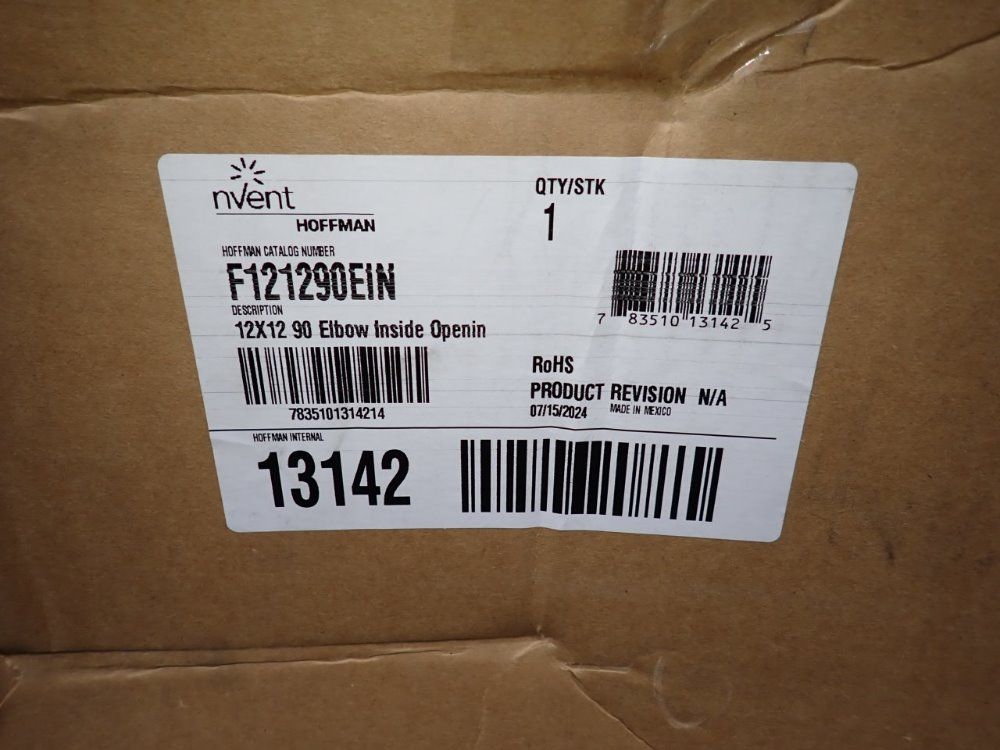 nVent
HOFFMAN
QTY/STK
1
HOFFMAN CATALOG NUMBER
F121290EIN
DESCRIPTION
12X12 90 Elbow Inside Openin
7835101314214
7 83510 13142 5
RoHS
PRODUCT REVISION N/A
07/15/2024 MADE IN MEXICO
HOFFMAN INTERNAL
13142